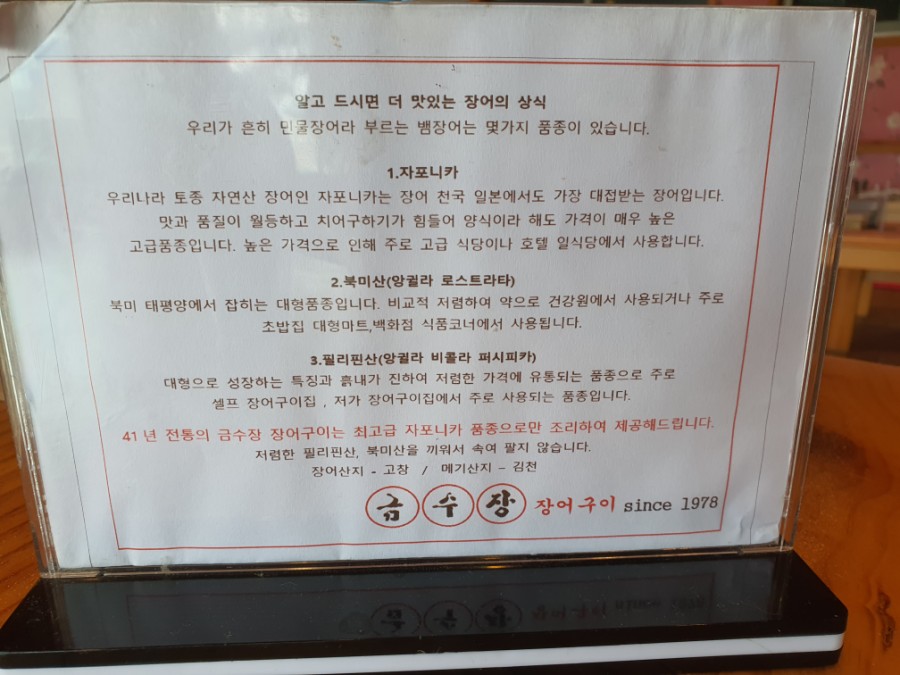 알고 드시면 더 맛있는 장어의 상식
우리가 흔히 민물장어라 부르는 뱀장어는 몇가지 품종이 있습니다.
1.자포니카
우리나라 토종 자연산 장어인 자포니카는 장어 천국 일본에서도 가장 대접받는 장어입니다.
맛과 품질이 월등하고 치어구하기가 힘들어 양식이라 해도 가격이 매우 높은
고급품종입니다. 높은 가격으로 인해 주로 고급 식당이나 호텔 일식당에서 사용합니다.
2.북미산(앙귈라 로스트라타)
북미 태평양에서 잡히는 대형품종입니다. 비교적 저렴하여 약으로 건강원에서 사용되거나 주로
초밥집 대형마트,백화점 식품코너에서 사용됩니다.
3.필리핀산(앙귈라 비콜라 퍼시피카)
대형으로 성장하는 특징과 흙내가 진하여 저렴한 가격에 유통되는 품종으로 주로
셀프 장어구이집 , 저가 장어구이집에서 주로 사용되는 품종입니다.
41년 전통의 금수장 장어구이는 최고급 자포니카 품종으로만 조리하여 제공해드립니다.
저렴한 필리핀산, 북미산을 끼워서 속여 팔지 않습니다.
장어산지 - 고창 / 메기산지 – 김천
금수장 장어구이 since 1978